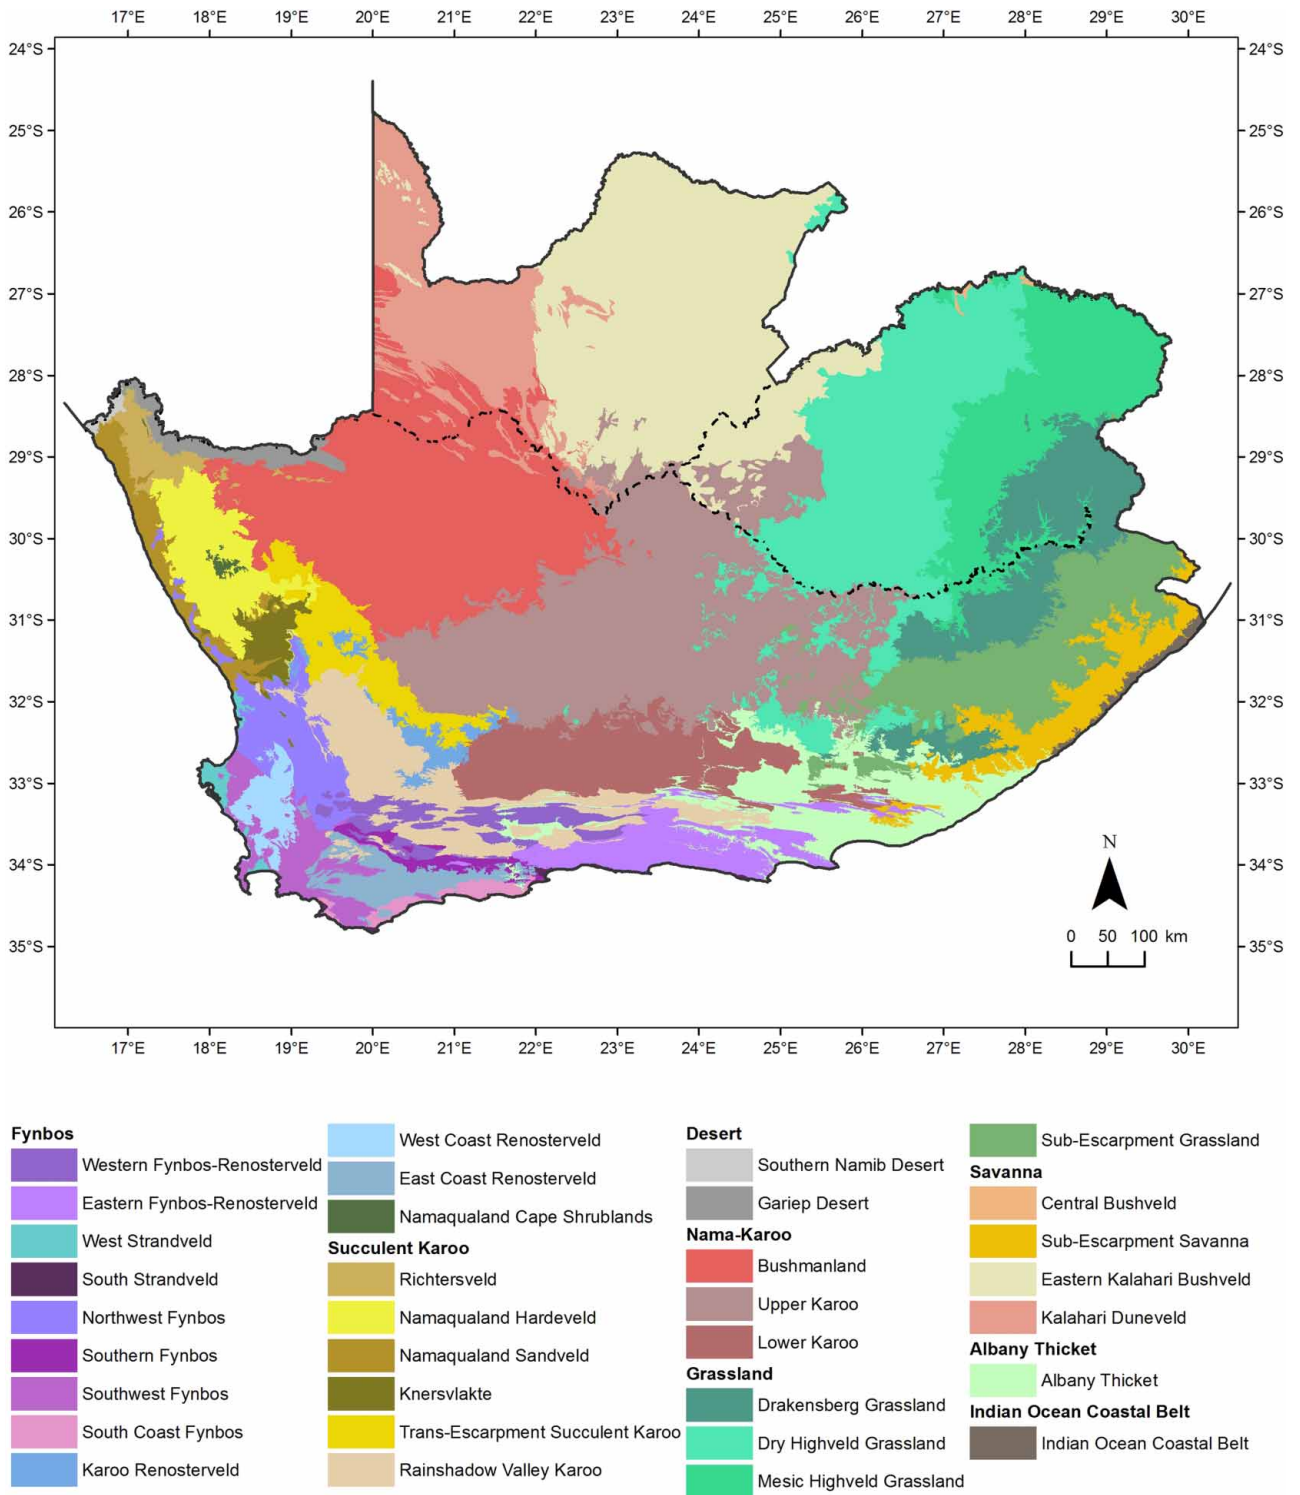 17°E 18°E 19°E 20°E 21°E 22°E 23°E 24°E 25°E 26°E 27°E 28°E 29°E 30°E
24°S 24°S
25°S 25°S
26°S 26°S
27°S 27°S
28°S 28°S
29°S 29°S
30°S 30°S
31°S 31°S
32°S 32°S
33°S 33°S
N
34°S 34°S
0 50 100 km
35°S 35°S
17°E 18°E 19°E 20°E 21°E 22°E 23°E 24°E 25°E 26°E 27°E 28°E 29°E 30°E
Fynbos
Western Fynbos-Renosterveld
Eastern Fynbos-Renosterveld
West Strandveld
South Strandveld
Northwest Fynbos
Southern Fynbos
Southwest Fynbos
South Coast Fynbos
Karoo Renosterveld
West Coast Renosterveld
East Coast Renosterveld
Namaqualand Cape Shrublands
Succulent Karoo
Richtersveld
Namaqualand Hardeveld
Namaqualand Sandveld
Knersvlakte
Trans-Escarpment Succulent Karoo
Rainshadow Valley Karoo
Desert
Southern Namib Desert
Gariep Desert
Nama-Karoo
Bushmanland
Upper Karoo
Lower Karoo
Grassland
Drakensberg Grassland
Dry Highveld Grassland
Mesic Highveld Grassland
Sub-Escarpment Grassland
Savanna
Central Bushveld
Sub-Escarpment Savanna
Eastern Kalahari Bushveld
Kalahari Duneveld
Albany Thicket
Albany Thicket
Indian Ocean Coastal Belt
Indian Ocean Coastal Belt